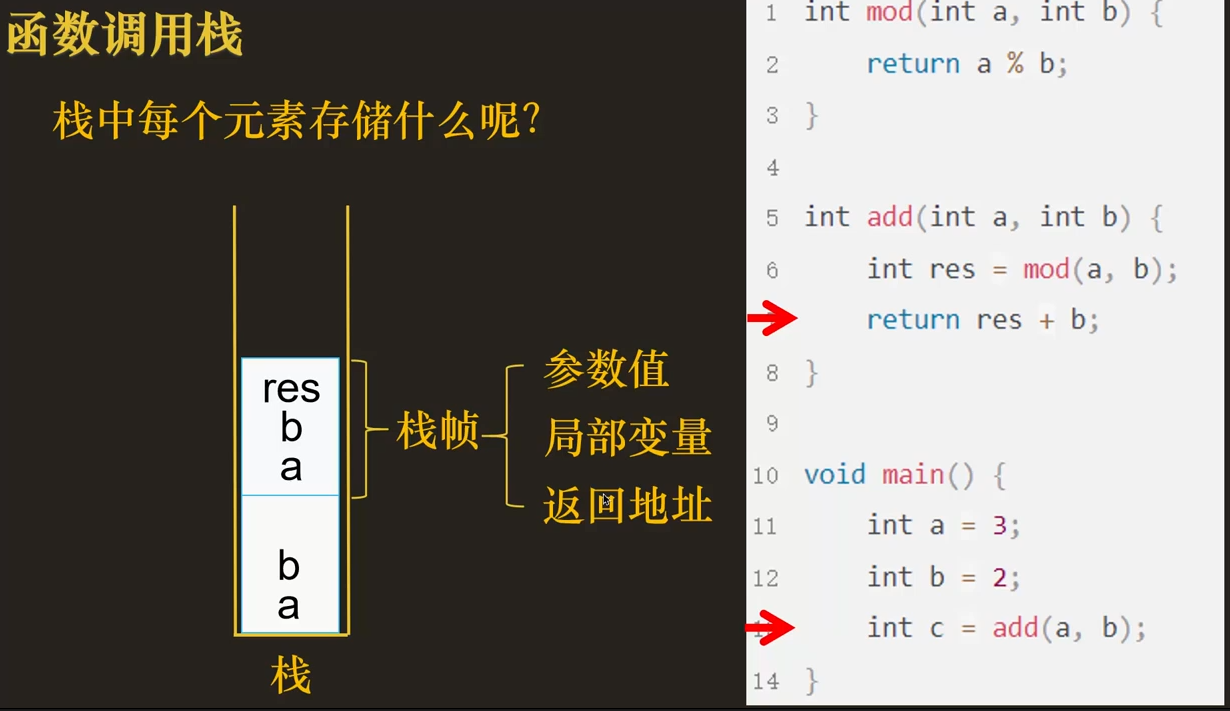 函数调用栈
栈中每个元素存储什么呢?
res
b
a
b
a
栈
栈帧
参数值
局部变量
返回地址
1 int mod(int a, int b) {
2 return a % b;
3 }
4
5 int add(int a, int b) {
6 int res = mod(a, b);
return res + b;
8 }
9
10 void main() {
11 int a = 3;
12 int b = 2;
int c = add(a, b);
14 }